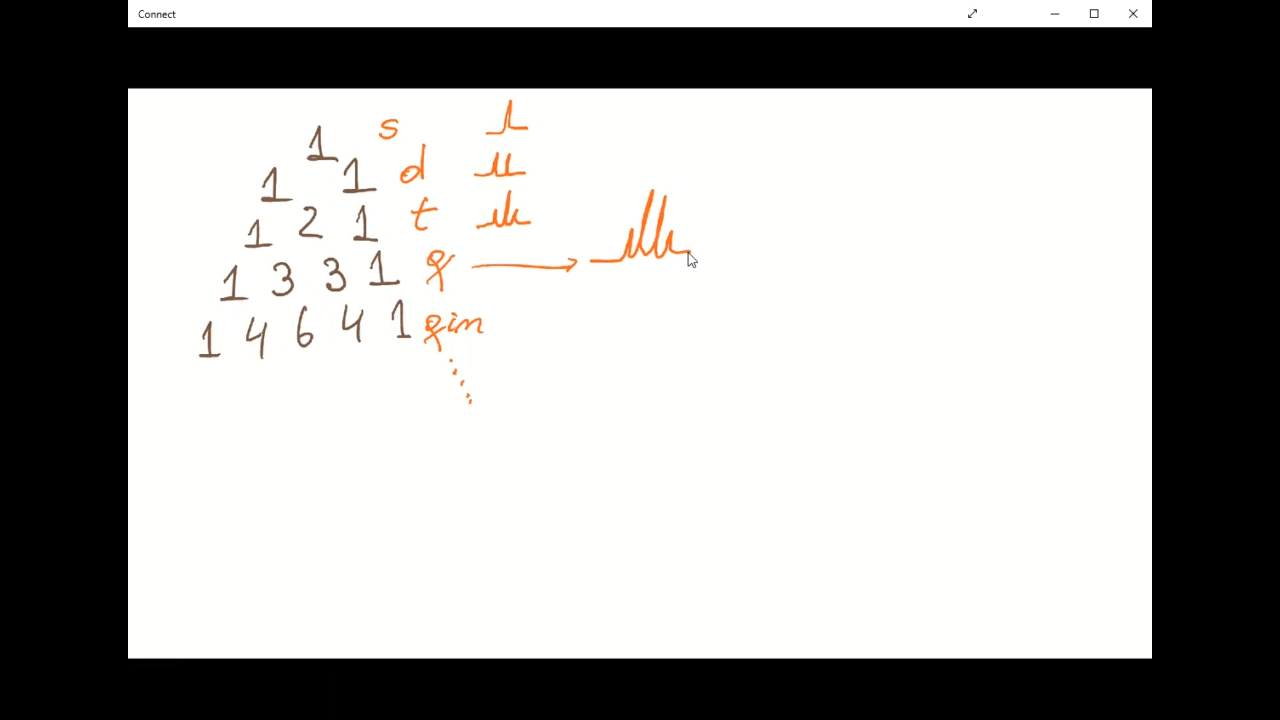 Connect
1 s
1 1 d
1 2 1 t
1 3 3 1 q
1 4 6 4 1 qin